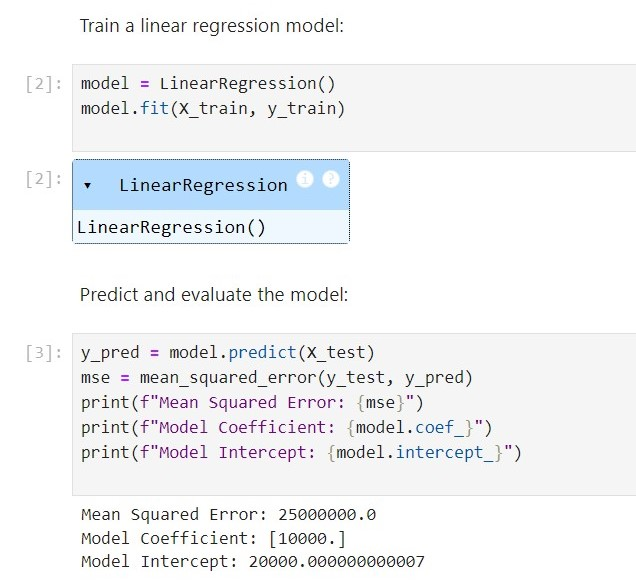 Train a linear regression model:
[2]: model = LinearRegression()
model.fit(X_train, y_train)
[2]: ▼ LinearRegression i ?
LinearRegression()
Predict and evaluate the model:
[3]: y_pred = model.predict(X_test)
mse = mean_squared_error(y_test, y_pred)
print(f"Mean Squared Error: {mse}")
print(f"Model Coefficient: {model.coef_}")
print(f"Model Intercept: {model.intercept_}")
Mean Squared Error: 25000000.0
Model Coefficient: [10000.]
Model Intercept: 20000.000000000007